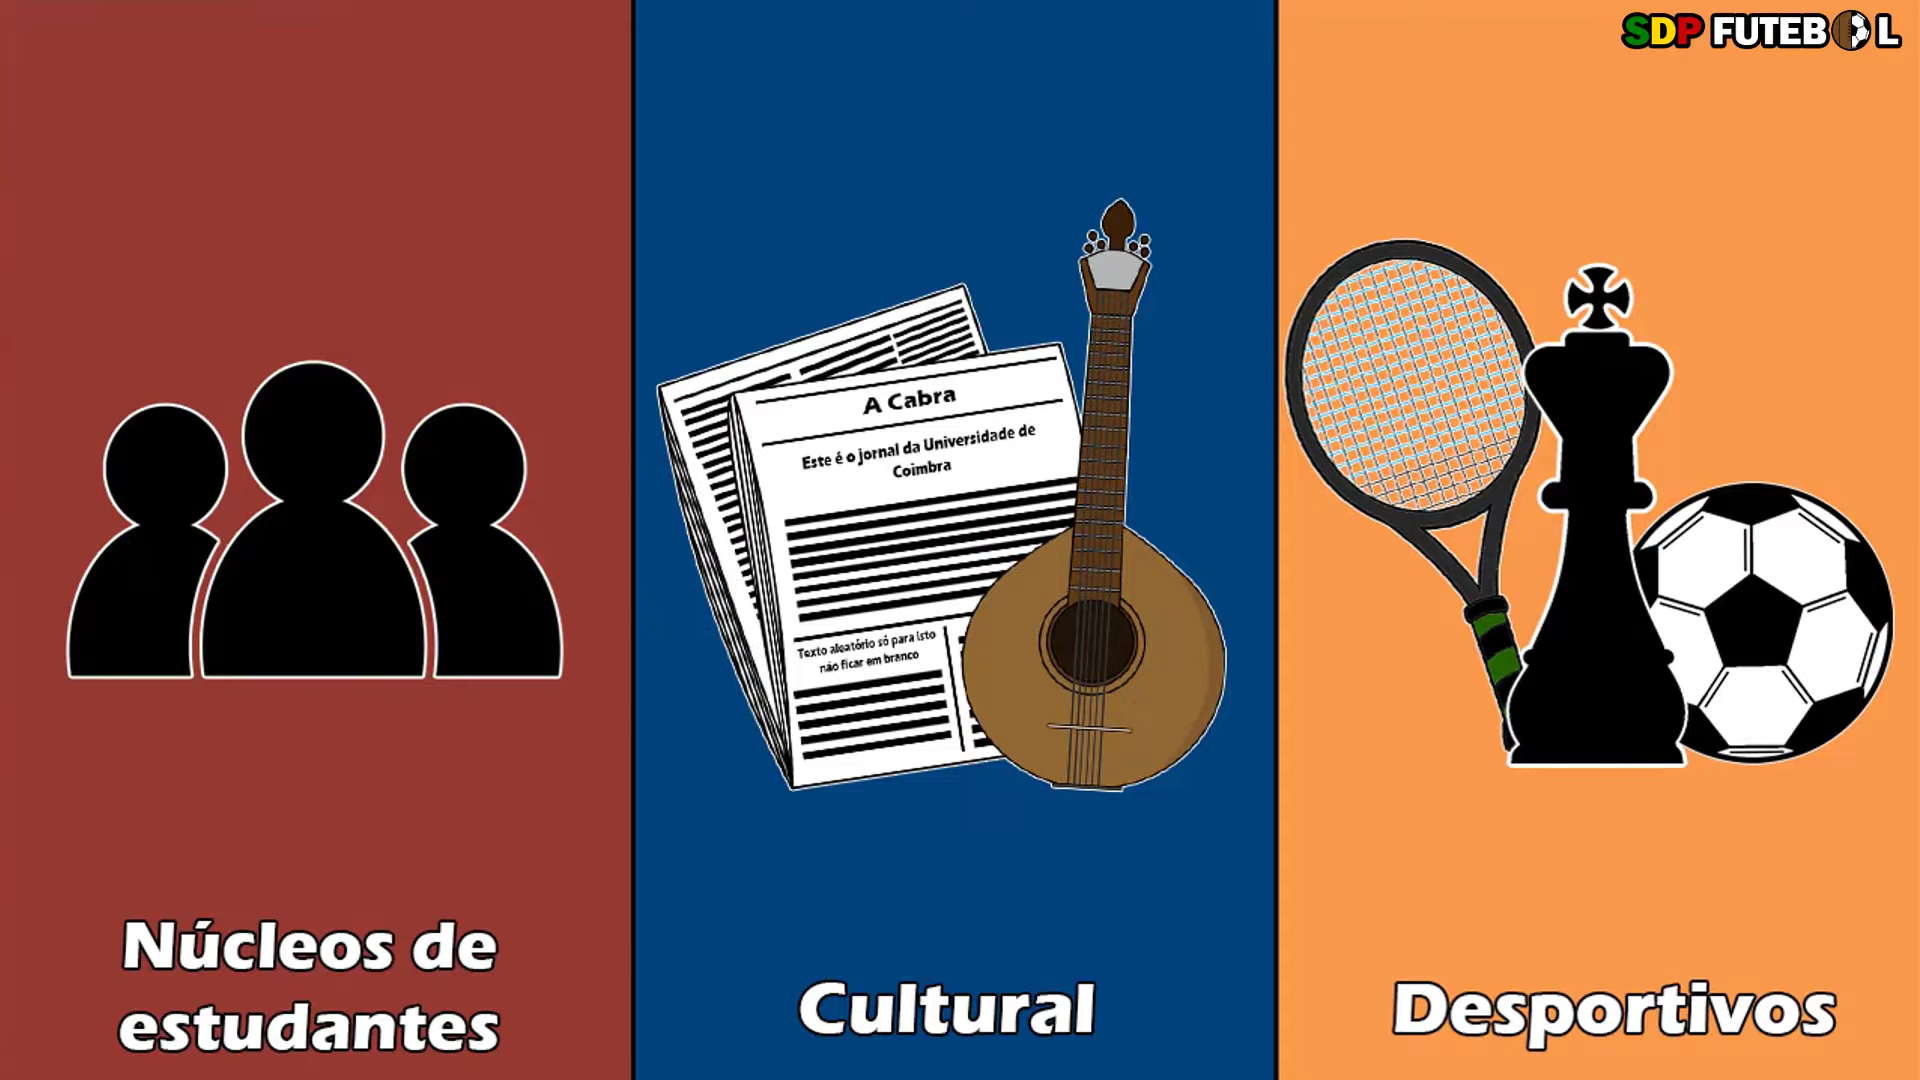 SDP FUTEBOL
A Cabra
Este é o jornal da Universidade de
Coimbra
Texto aleatório só para isto
não ficar em branco
Núcleos de
estudantes
Cultural
Desportivos